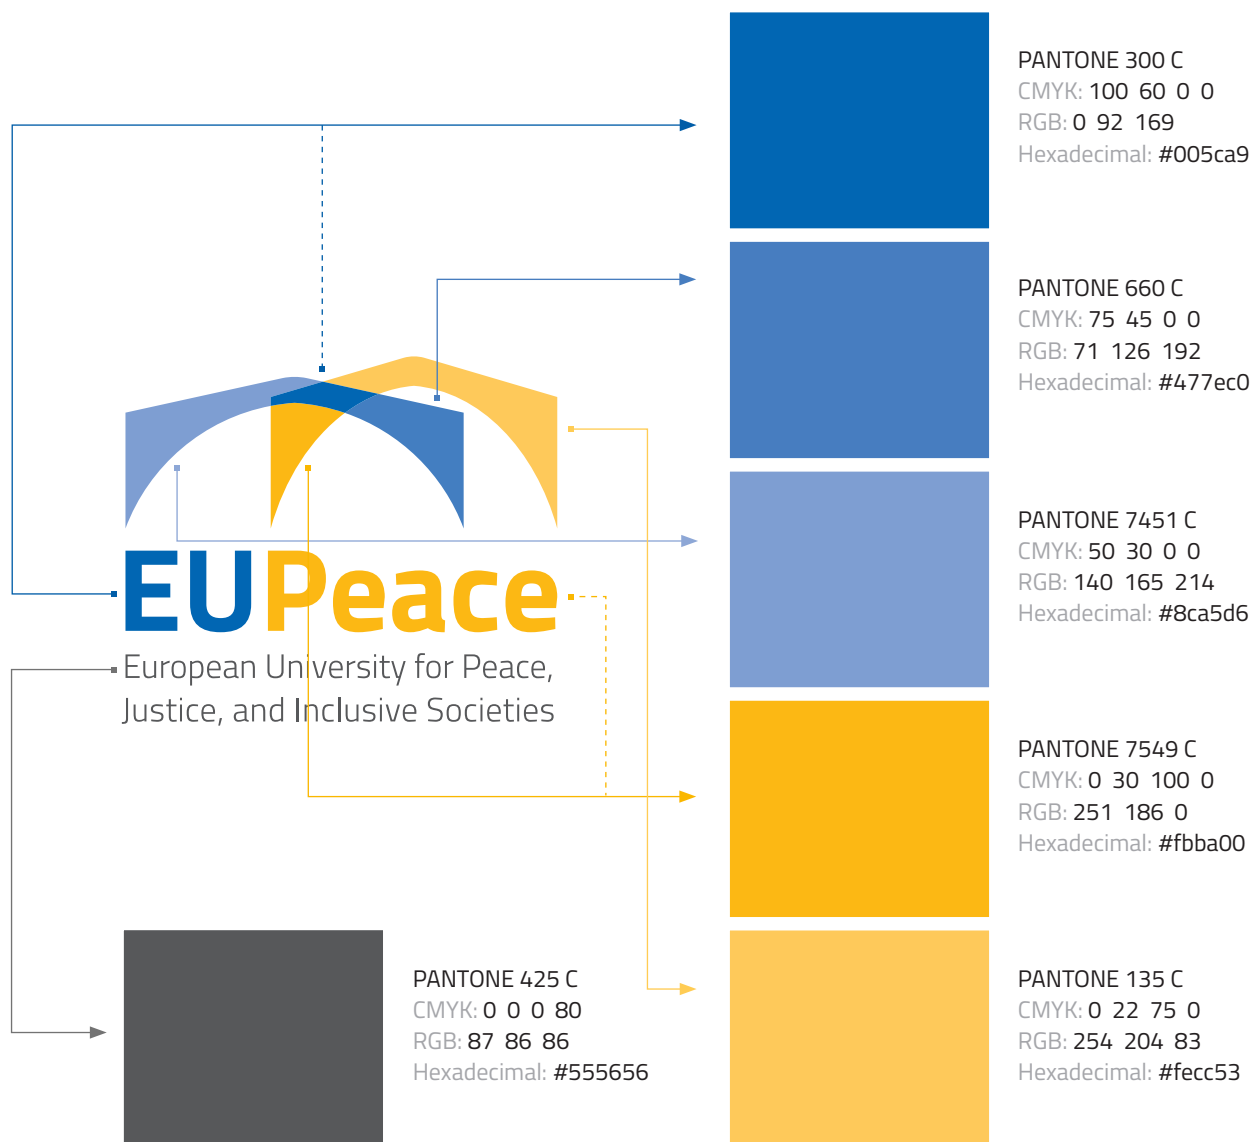 PANTONE 300 C
CMYK: 100 60 0 0
RGB: 0 92 169
Hexadecimal: #005ca9
PANTONE 660 C
CMYK: 75 45 0 0
RGB: 71 126 192
Hexadecimal: #477ec0
PANTONE 7451 C
CMYK: 50 30 0 0
RGB: 140 165 214
Hexadecimal: #8ca5d6
EUPeace
European University for Peace,
Justice, and Inclusive Societies
PANTONE 7549 C
CMYK: 0 30 100 0
RGB: 251 186 0
Hexadecimal: #fbba00
PANTONE 425 C
CMYK: 0 0 0 80
RGB: 87 86 86
Hexadecimal: #555656
PANTONE 135 C
CMYK: 0 22 75 0
RGB: 254 204 83
Hexadecimal: #fecc53